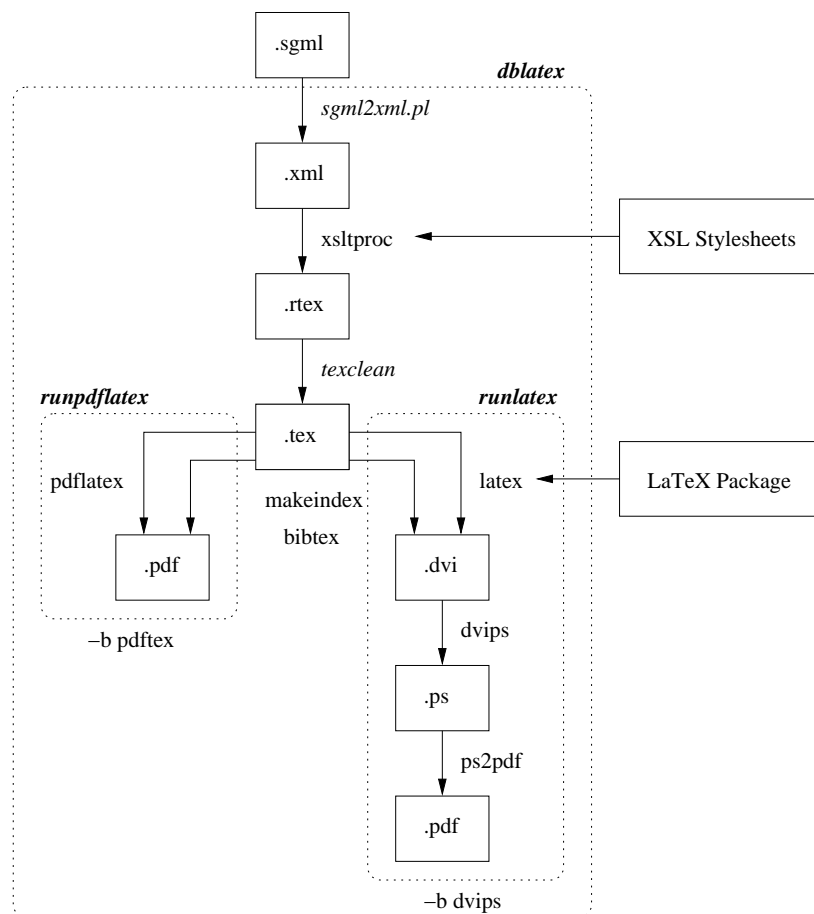 .sgml
dblatex
sgml2xml.pl
.xml
xsltproc
XSL Stylesheets
.rtex
texclean
runpdflatex
runlatex
.tex
pdflatex
latex
LaTeX Package
makeindex
bibtex
.pdf
.dvi
−b pdftex
dvips
.ps
ps2pdf
.pdf
−b dvips